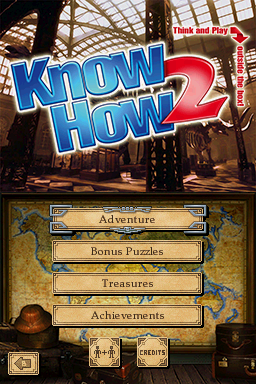 Think and Play
outside the box!
Know
How 2
Adventure
Bonus Puzzles
Treasures
Achievements
CREDITS